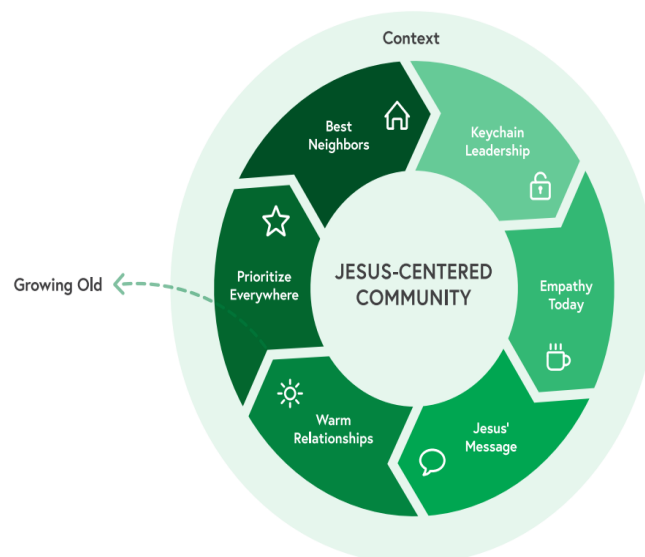 Context
Best
Neighbors
Keychain
Leadership
Prioritize
Everywhere
JESUS-CENTERED
COMMUNITY
Empathy
Today
Growing Old
Warm
Relationships
Jesus'
Message